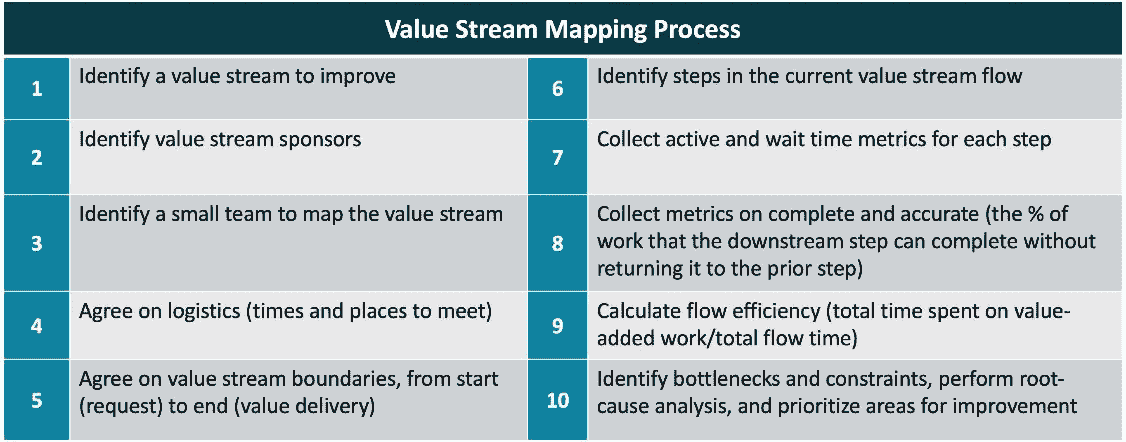 Value Stream Mapping Process
1
Identify a value stream to improve
2
Identify value stream sponsors
3
Identify a small team to map the value stream
4
Agree on logistics (times and places to meet)
5
Agree on value stream boundaries, from start
(request) to end (value delivery)
6
Identify steps in the current value stream flow
7
Collect active and wait time metrics for each step
8
Collect metrics on complete and accurate (the % of
work that the downstream step can complete without
returning it to the prior step)
9
Calculate flow efficiency (total time spent on value-
added work/total flow time)
10
Identify bottlenecks and constraints, perform root-
cause analysis, and prioritize areas for improvement